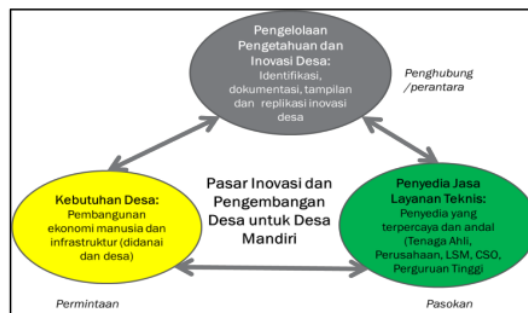 Pengelolaan
Pengetahuan dan
Inovasi Desa:
Identifikasi,
dokumentasi, tampilan
dan replikasi inovasi
desa
Penghubung
/perantara
Kebutuhan Desa:
Pembangunan
ekonomi manusia dan
infrastruktur (didanai
dan desa)
Pasar Inovasi dan
Pengembangan
Desa untuk Desa
Mandiri
Penyedia Jasa
Layanan Teknis:
Penyedia yang
terpercaya dan andal
(Tenaga Ahli,
Perusahaan, LSM, CSO,
Perguruan Tinggi
Permintaan
Pasokan